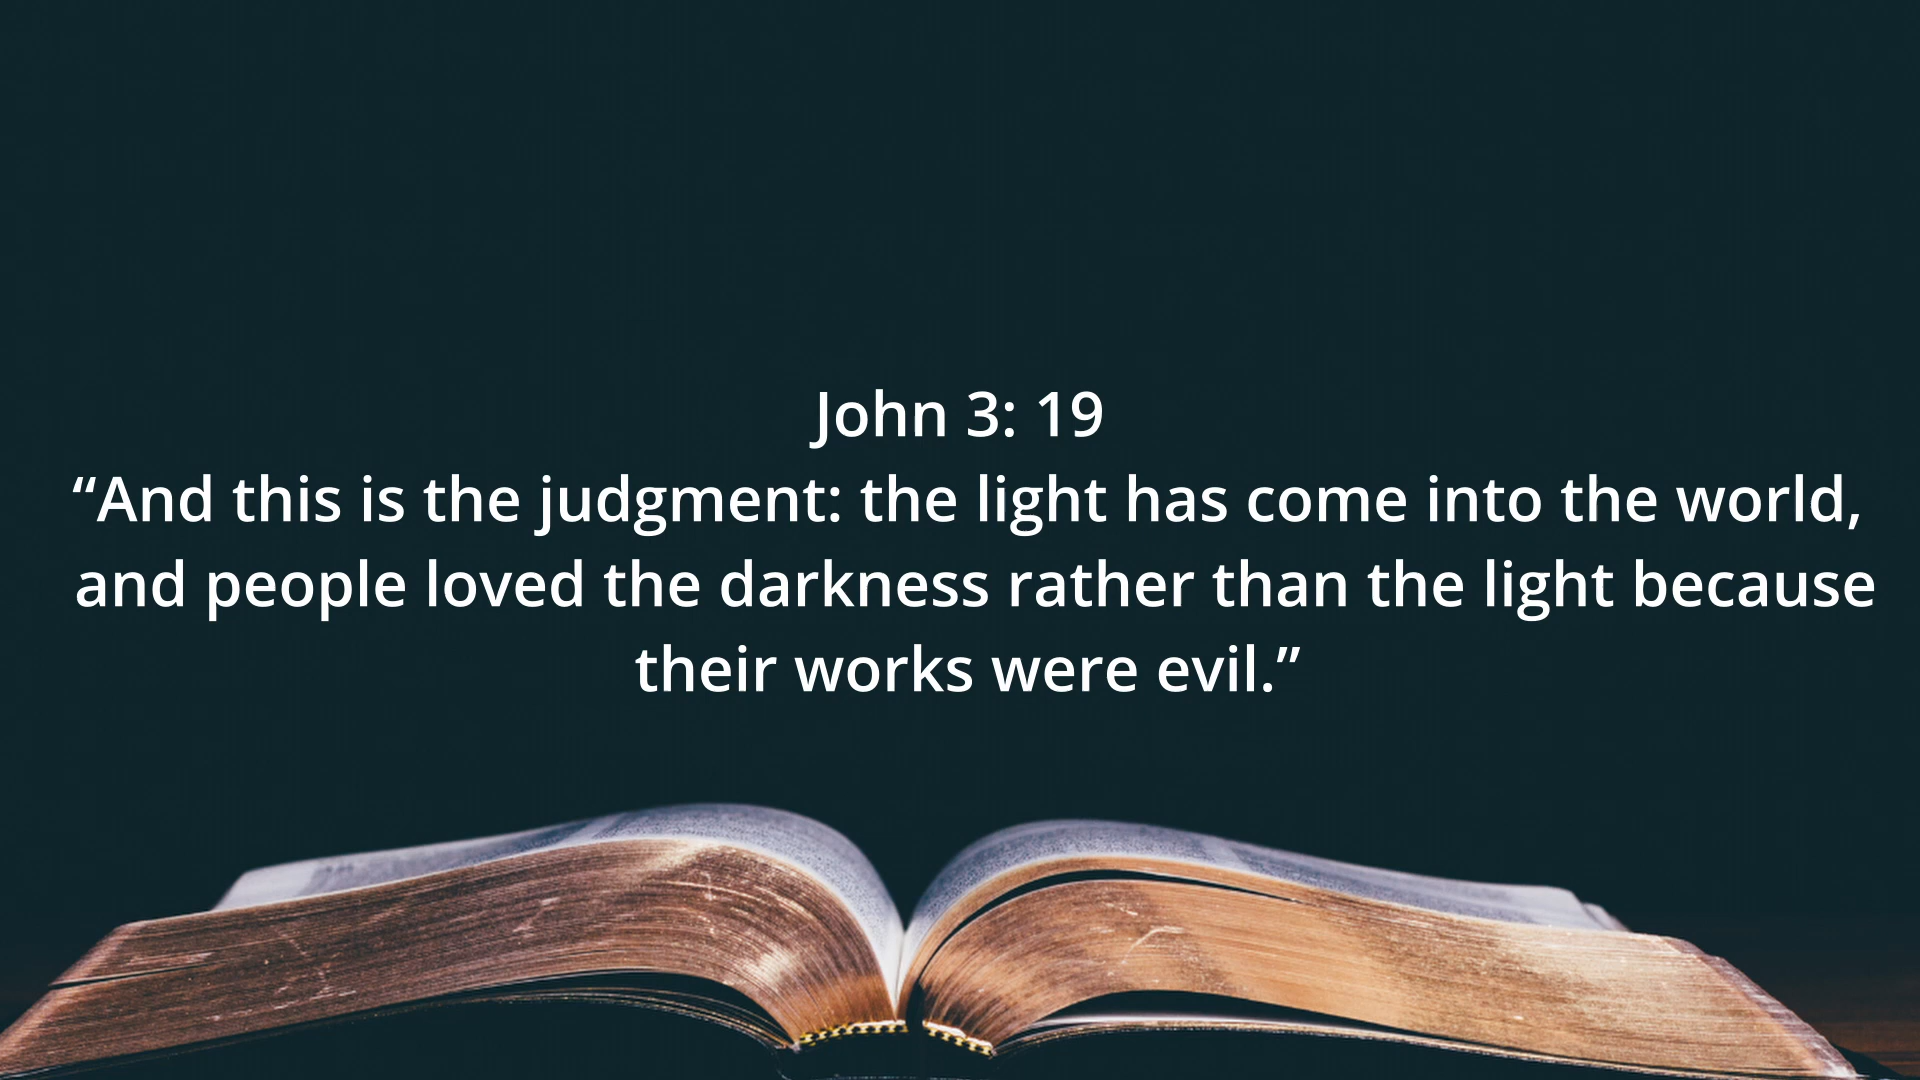 John 3: 19
“And this is the judgment: the light has come into the world,
and people loved the darkness rather than the light because
their works were evil.”